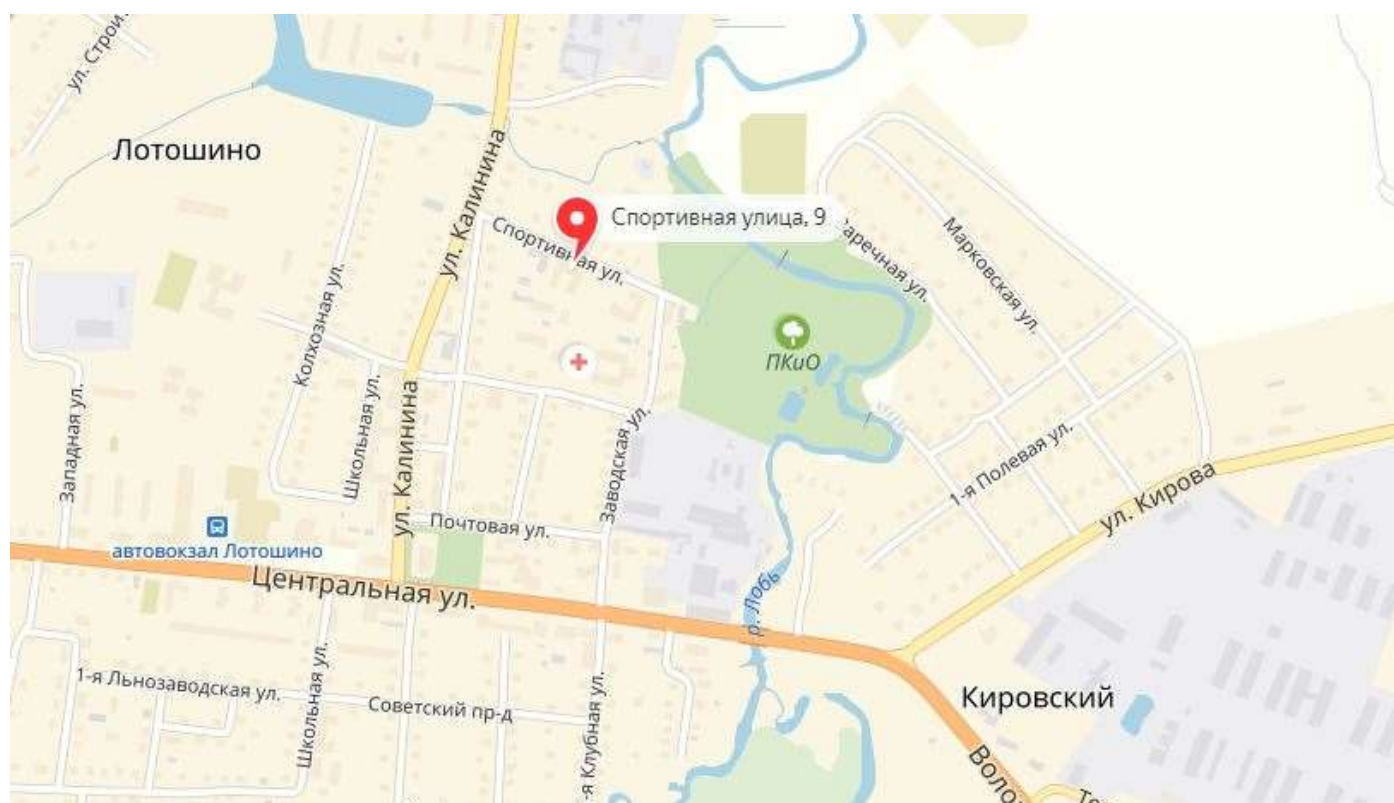 ул. Строи
Лотошино
ул. Калинина
Спортивная улица, 9
Спортивная ул.
Заречная ул.
Марковская ул.
Колхозная ул.
ПКиО
Западная ул.
Школьная ул.
ул. Калинина
Заводская ул.
1-я Полевая ул.
ул. Кирова
Почтовая ул.
автовокзал Лотошино
Центральная ул.
р. Лобь
1-я Льнозаводская ул.
Школьная ул.
Советский пр-д
-я Клубная ул.
Кировский
Воло